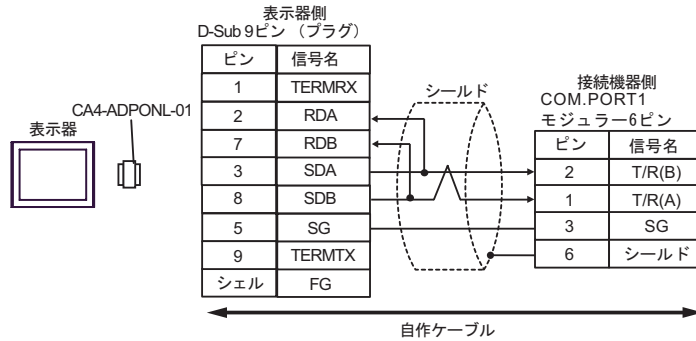 表示器側
D-Sub 9ピン （プラグ）
ピン 信号名
1 TERMRX
2 RDA
7 RDB
3 SDA
8 SDB
5 SG
9 TERMTX
シェル FG
シールド
接続機器側
COM.PORT1
モジュラー6ピン
ピン 信号名
2 T/R(B)
1 T/R(A)
3 SG
6 シールド
CA4-ADPONL-01
表示器
自作ケーブル